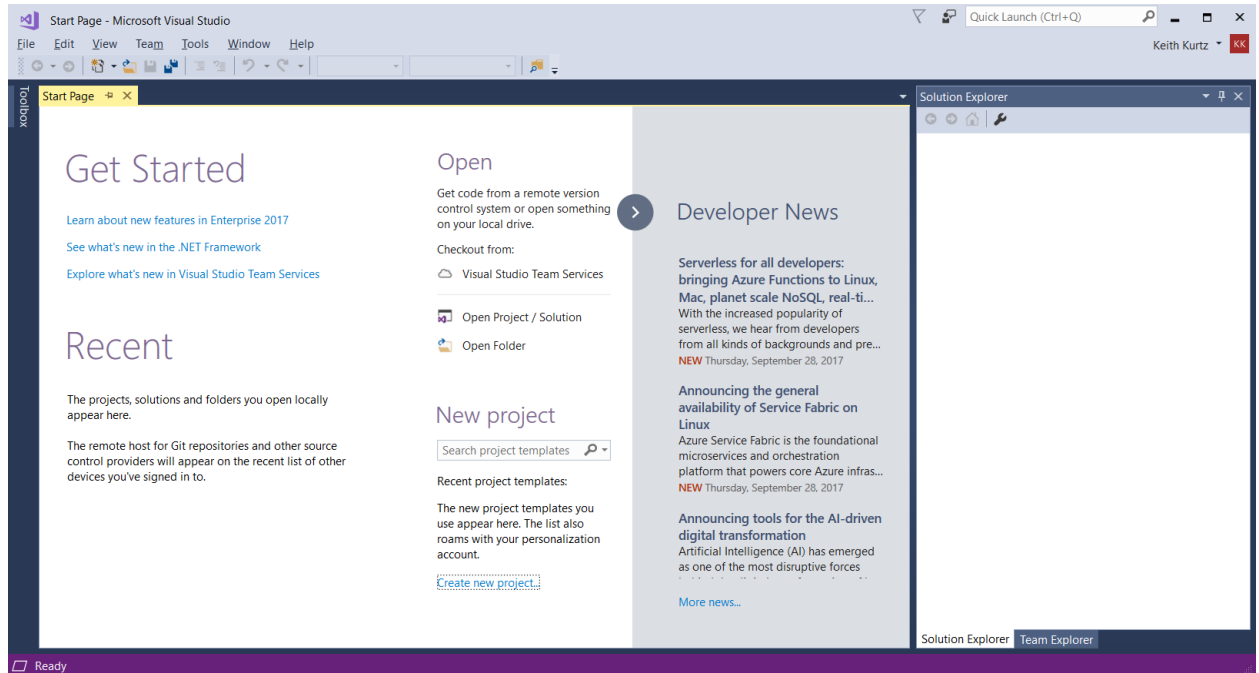 Start Page - Microsoft Visual Studio
Quick Launch (Ctrl+Q)
File Edit View Team Tools Window Help
Keith Kurtz KK
Toolbox
Start Page
Get Started
Learn about new features in Enterprise 2017
See what's new in the .NET Framework
Explore what's new in Visual Studio Team Services
Recent
The projects, solutions and folders you open locally
appear here.
The remote host for Git repositories and other source
control providers will appear on the recent list of other
devices you've signed in to.
Open
Get code from a remote version
control system or open something
on your local drive.
Checkout from:
Visual Studio Team Services
Open Project / Solution
Open Folder
New project
Search project templates
Recent project templates:
The new project templates you
use appear here. The list also
roams with your personalization
account.
Create new project...
Developer News
Serverless for all developers:
bringing Azure Functions to Linux,
Mac, planet scale NoSQL, real-ti...
With the increased popularity of
serverless, we hear from developers
from all kinds of backgrounds and pre...
NEW Thursday, September 28, 2017
Announcing the general
availability of Service Fabric on
Linux
Azure Service Fabric is the foundational
microservices and orchestration
platform that powers core Azure infras...
NEW Thursday, September 28, 2017
Announcing tools for the AI-driven
digital transformation
Artificial Intelligence (AI) has emerged
as one of the most disruptive forces
More news...
Solution Explorer
Solution Explorer Team Explorer
Ready